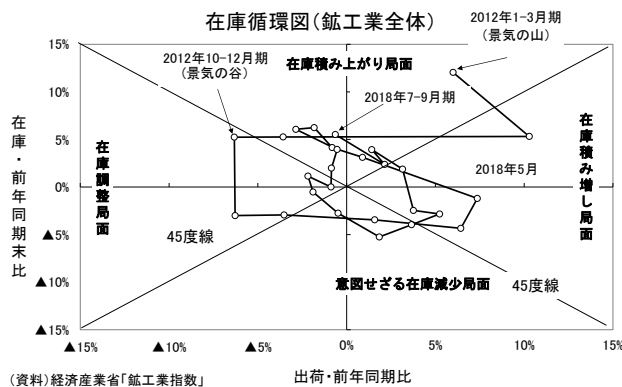 在庫循環図(鉱工業全体)
2012年1-3月期
(景気の山)
2012年10-12月期
(景気の谷)
在庫積み上がり局面
2018年7-9月期
在庫・前年同期末比
在庫調整局面
在庫積み増し局面
2018年5月
45度線
意図せざる在庫減少局面
45度線
15%
10%
5%
0%
▲5%
▲10%
▲15%
▲15%
▲10%
▲5%
0%
5%
10%
15%
出荷・前年同期比
(資料)経済産業省「鉱工業指数」